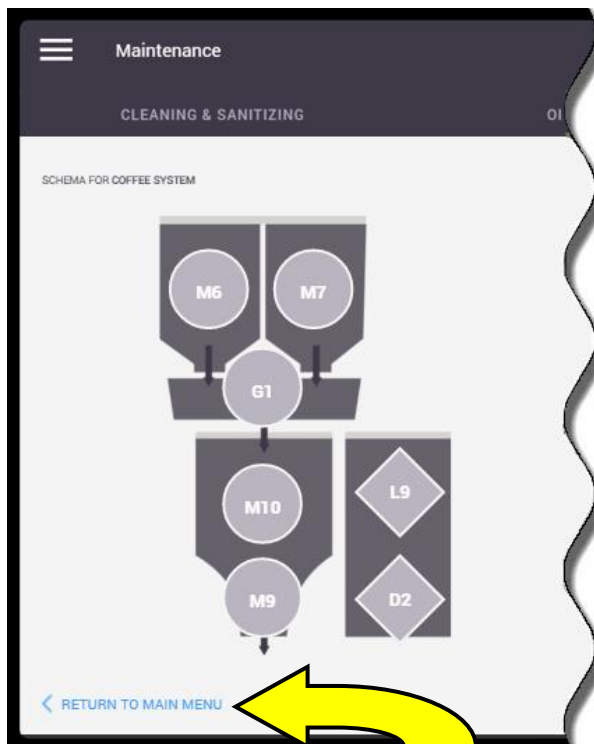 Maintenance
CLEANING & SANITIZING
SCHEMA FOR COFFEE SYSTEM
M6 M7
G1
M10 L9
M9 D2
RETURN TO MAIN MENU